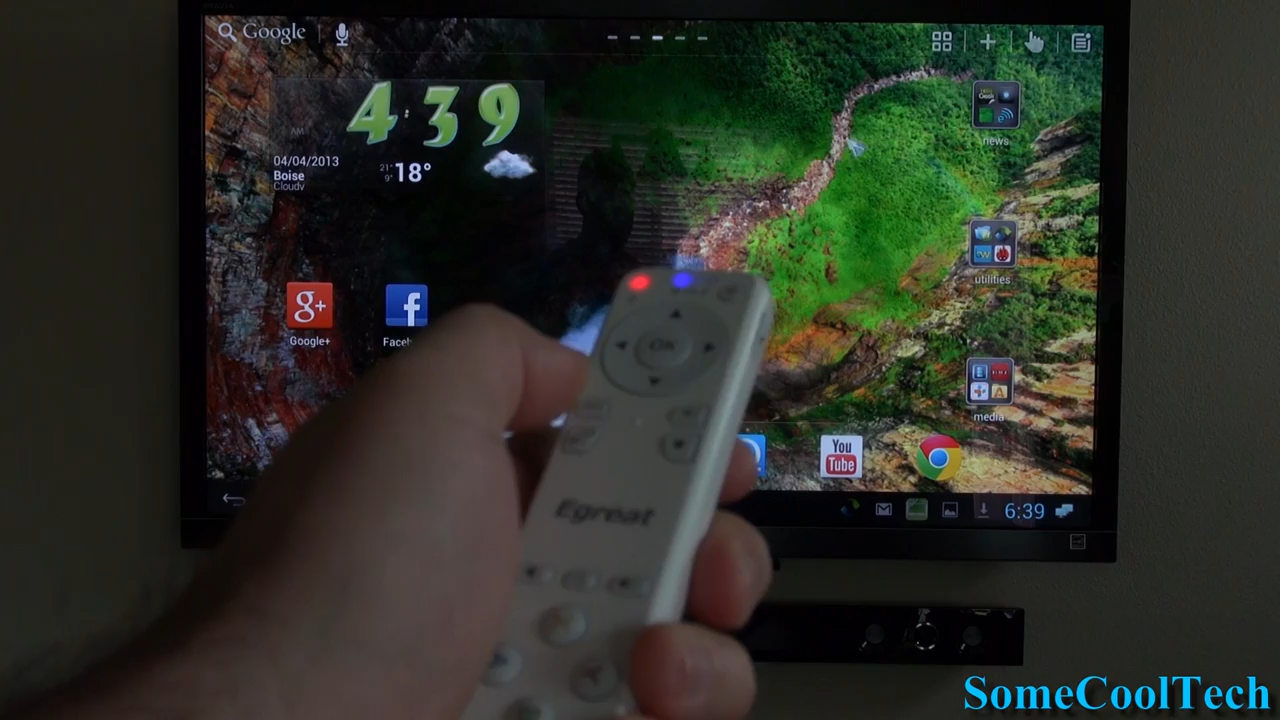 Google
4:39
AM
04/04/2013
Boise
Cloudy
21°
9°
18°
news
utilities
Google+
Faceb
media
You
Tube
6:39
OK
Egreat
SomeCoolTech